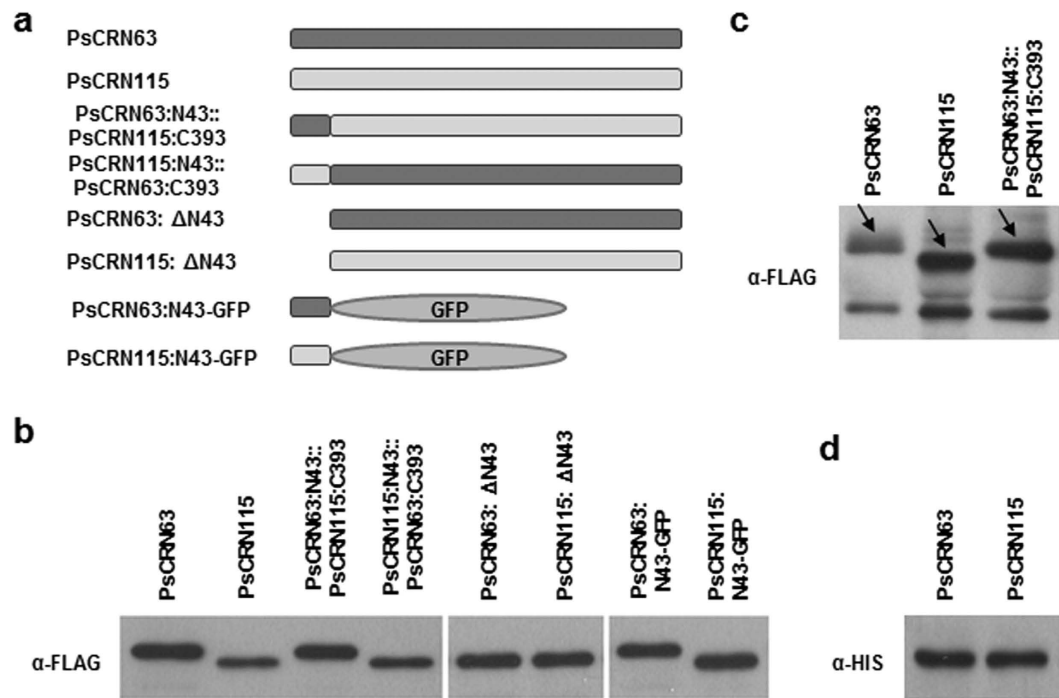 a
PsCRN63
PsCRN115
PsCRN63:N43::
PsCRN115:C393
PsCRN115:N43::
PsCRN63:C393
PsCRN63: ΔN43
PsCRN115: ΔN43
PsCRN63:N43-GFP
GFP
PsCRN115:N43-GFP
GFP
b
PsCRN63
PsCRN115
PsCRN63:N43::
PsCRN115:C393
PsCRN115:N43::
PsCRN63:C393
PsCRN63: ΔN43
PsCRN115: ΔN43
PsCRN63:
N43-GFP
PsCRN115:
N43-GFP
α-FLAG
c
PsCRN63
PsCRN115
PsCRN63:N43::
PsCRN115:C393
α-FLAG
d
PsCRN63
PsCRN115
α-HIS